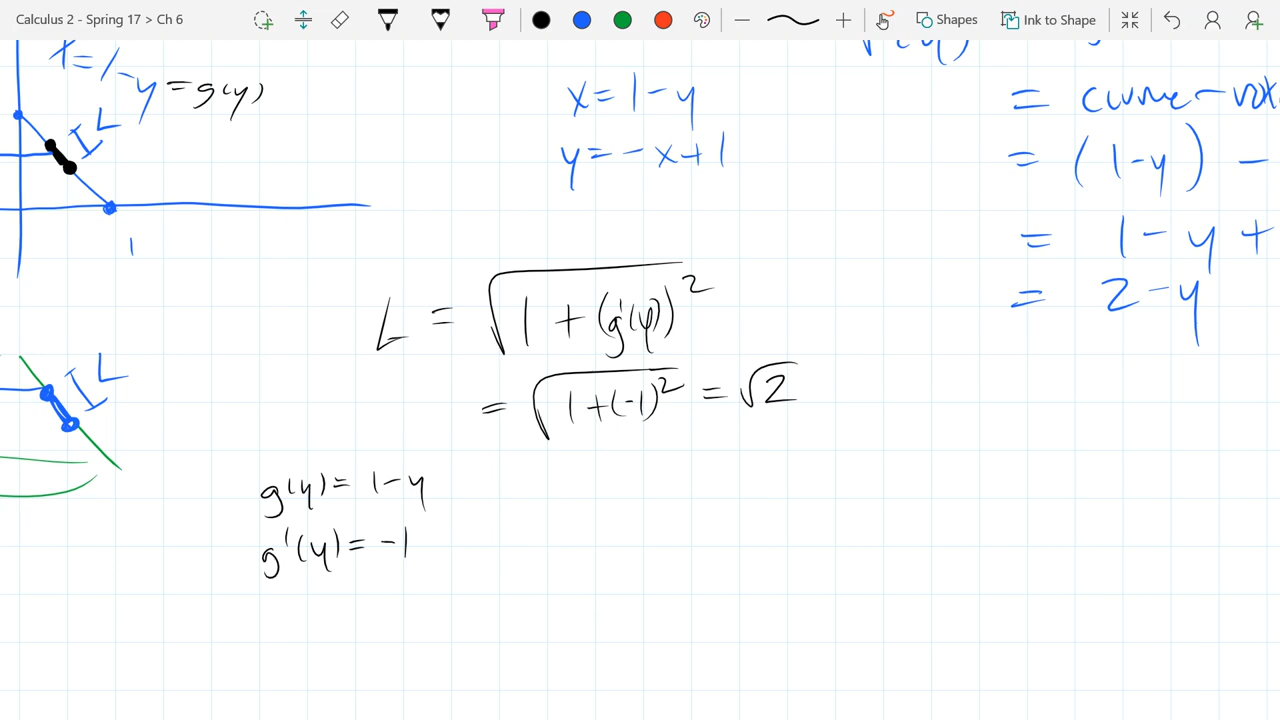 Calculus 2 - Spring 17 > Ch 6
Shapes
Ink to Shape
x = 1 - y = g(y)
L
1
x = 1 - y
y = -x + 1
r(y)
= curve -
= (1 - y) -
= 1 - y +
= 2 - y
L = √1 + (g'(y))²
= √1 + (-1)² = √2
L
g(y) = 1 - y
g'(y) = -1